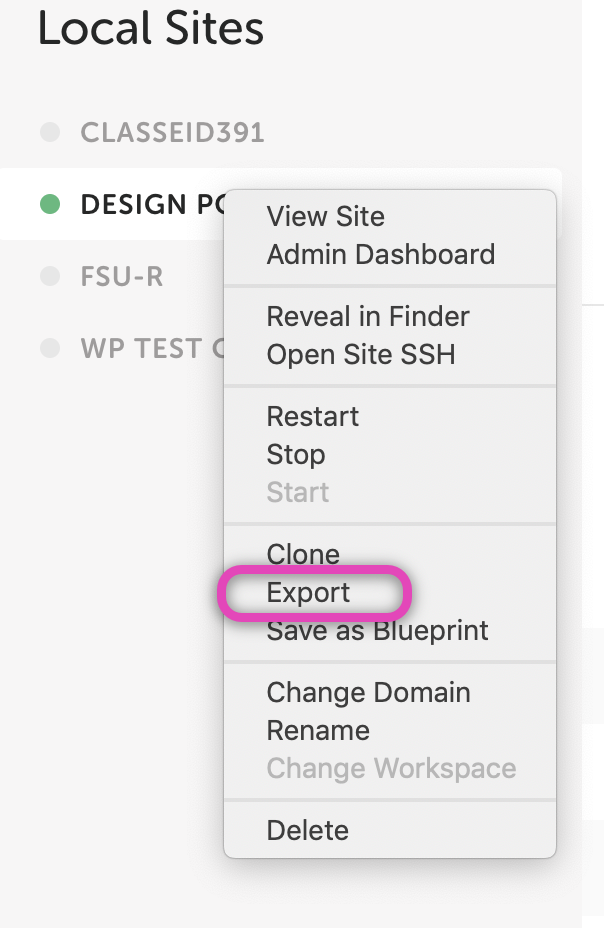 Local Sites
CLASSEID391
DESIGN
View Site
Admin Dashboard
FSU-R
Reveal in Finder
WP TEST
Open Site SSH
Restart
Stop
Start
Clone
Export
Save as Blueprint
Change Domain
Rename
Change Workspace
Delete